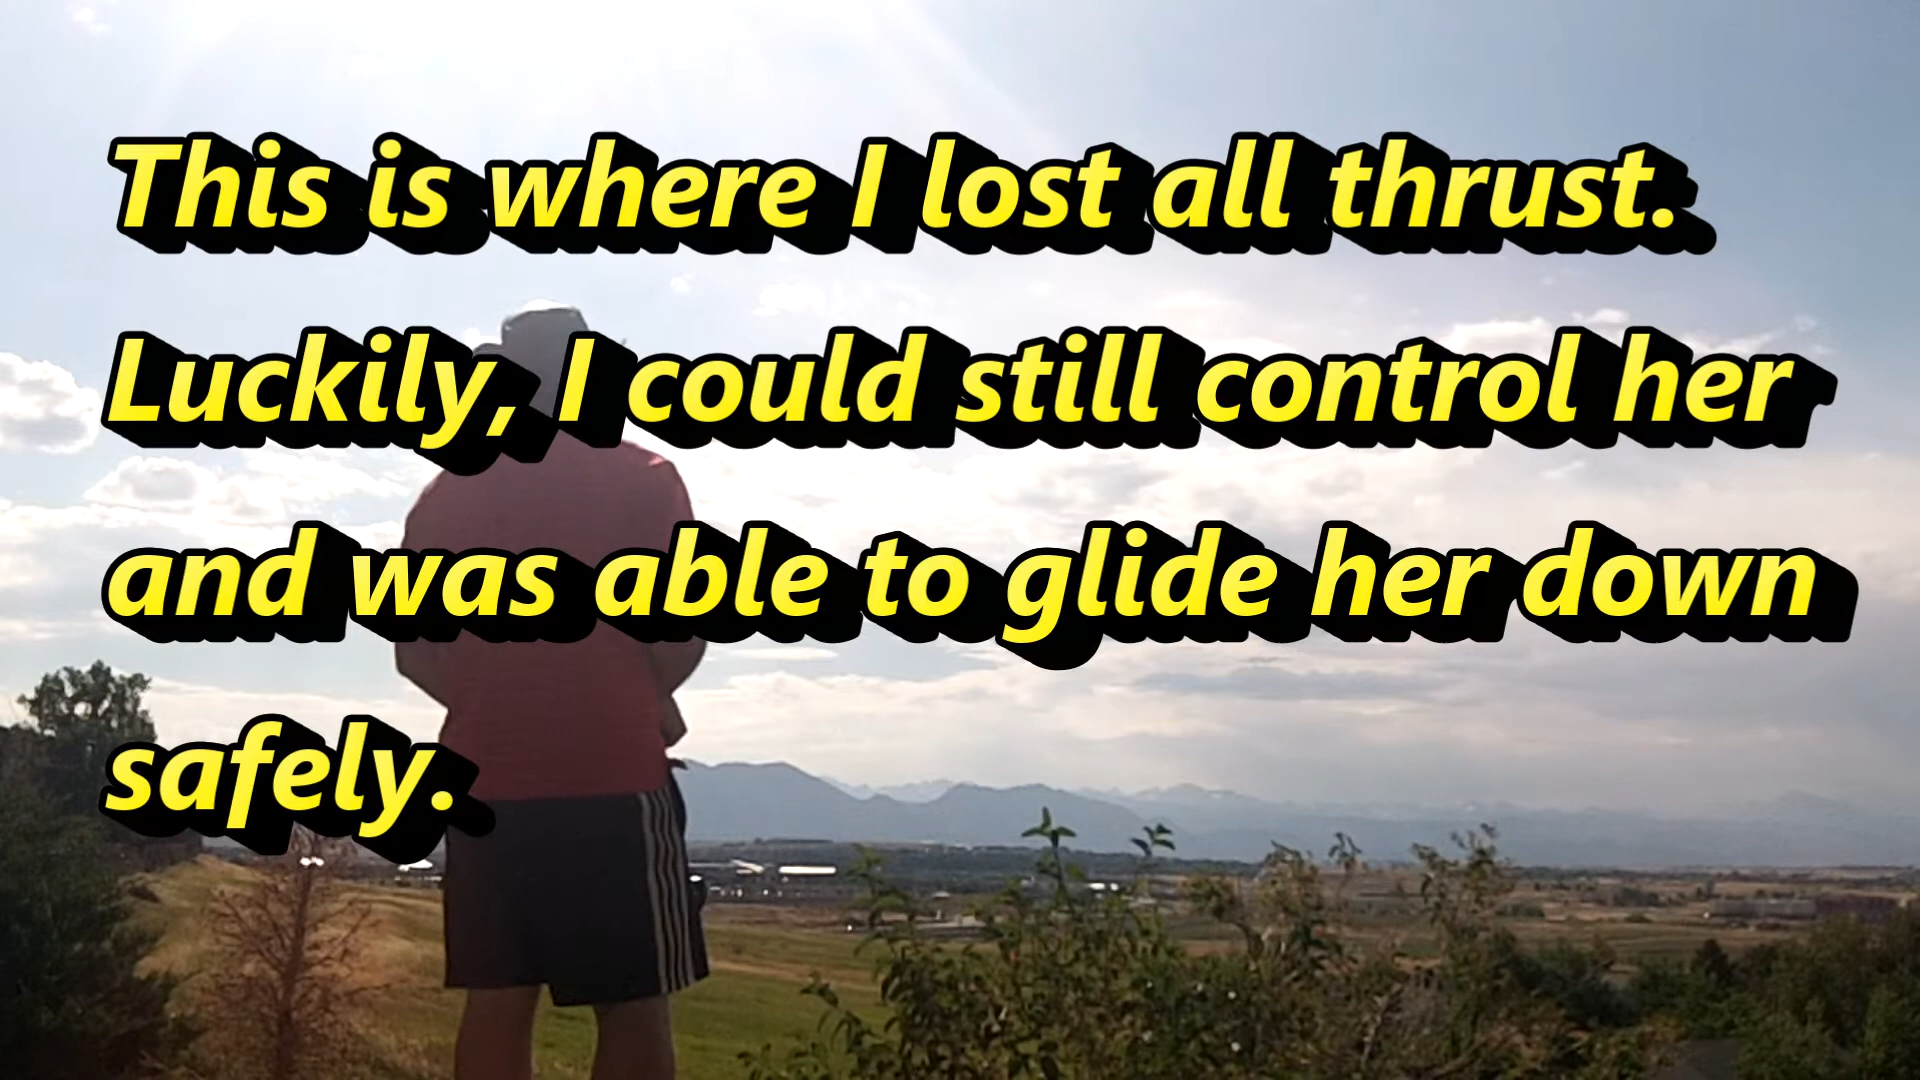 This is where I lost all thrust.
Luckily, I could still control her
and was able to glide her down
safely.